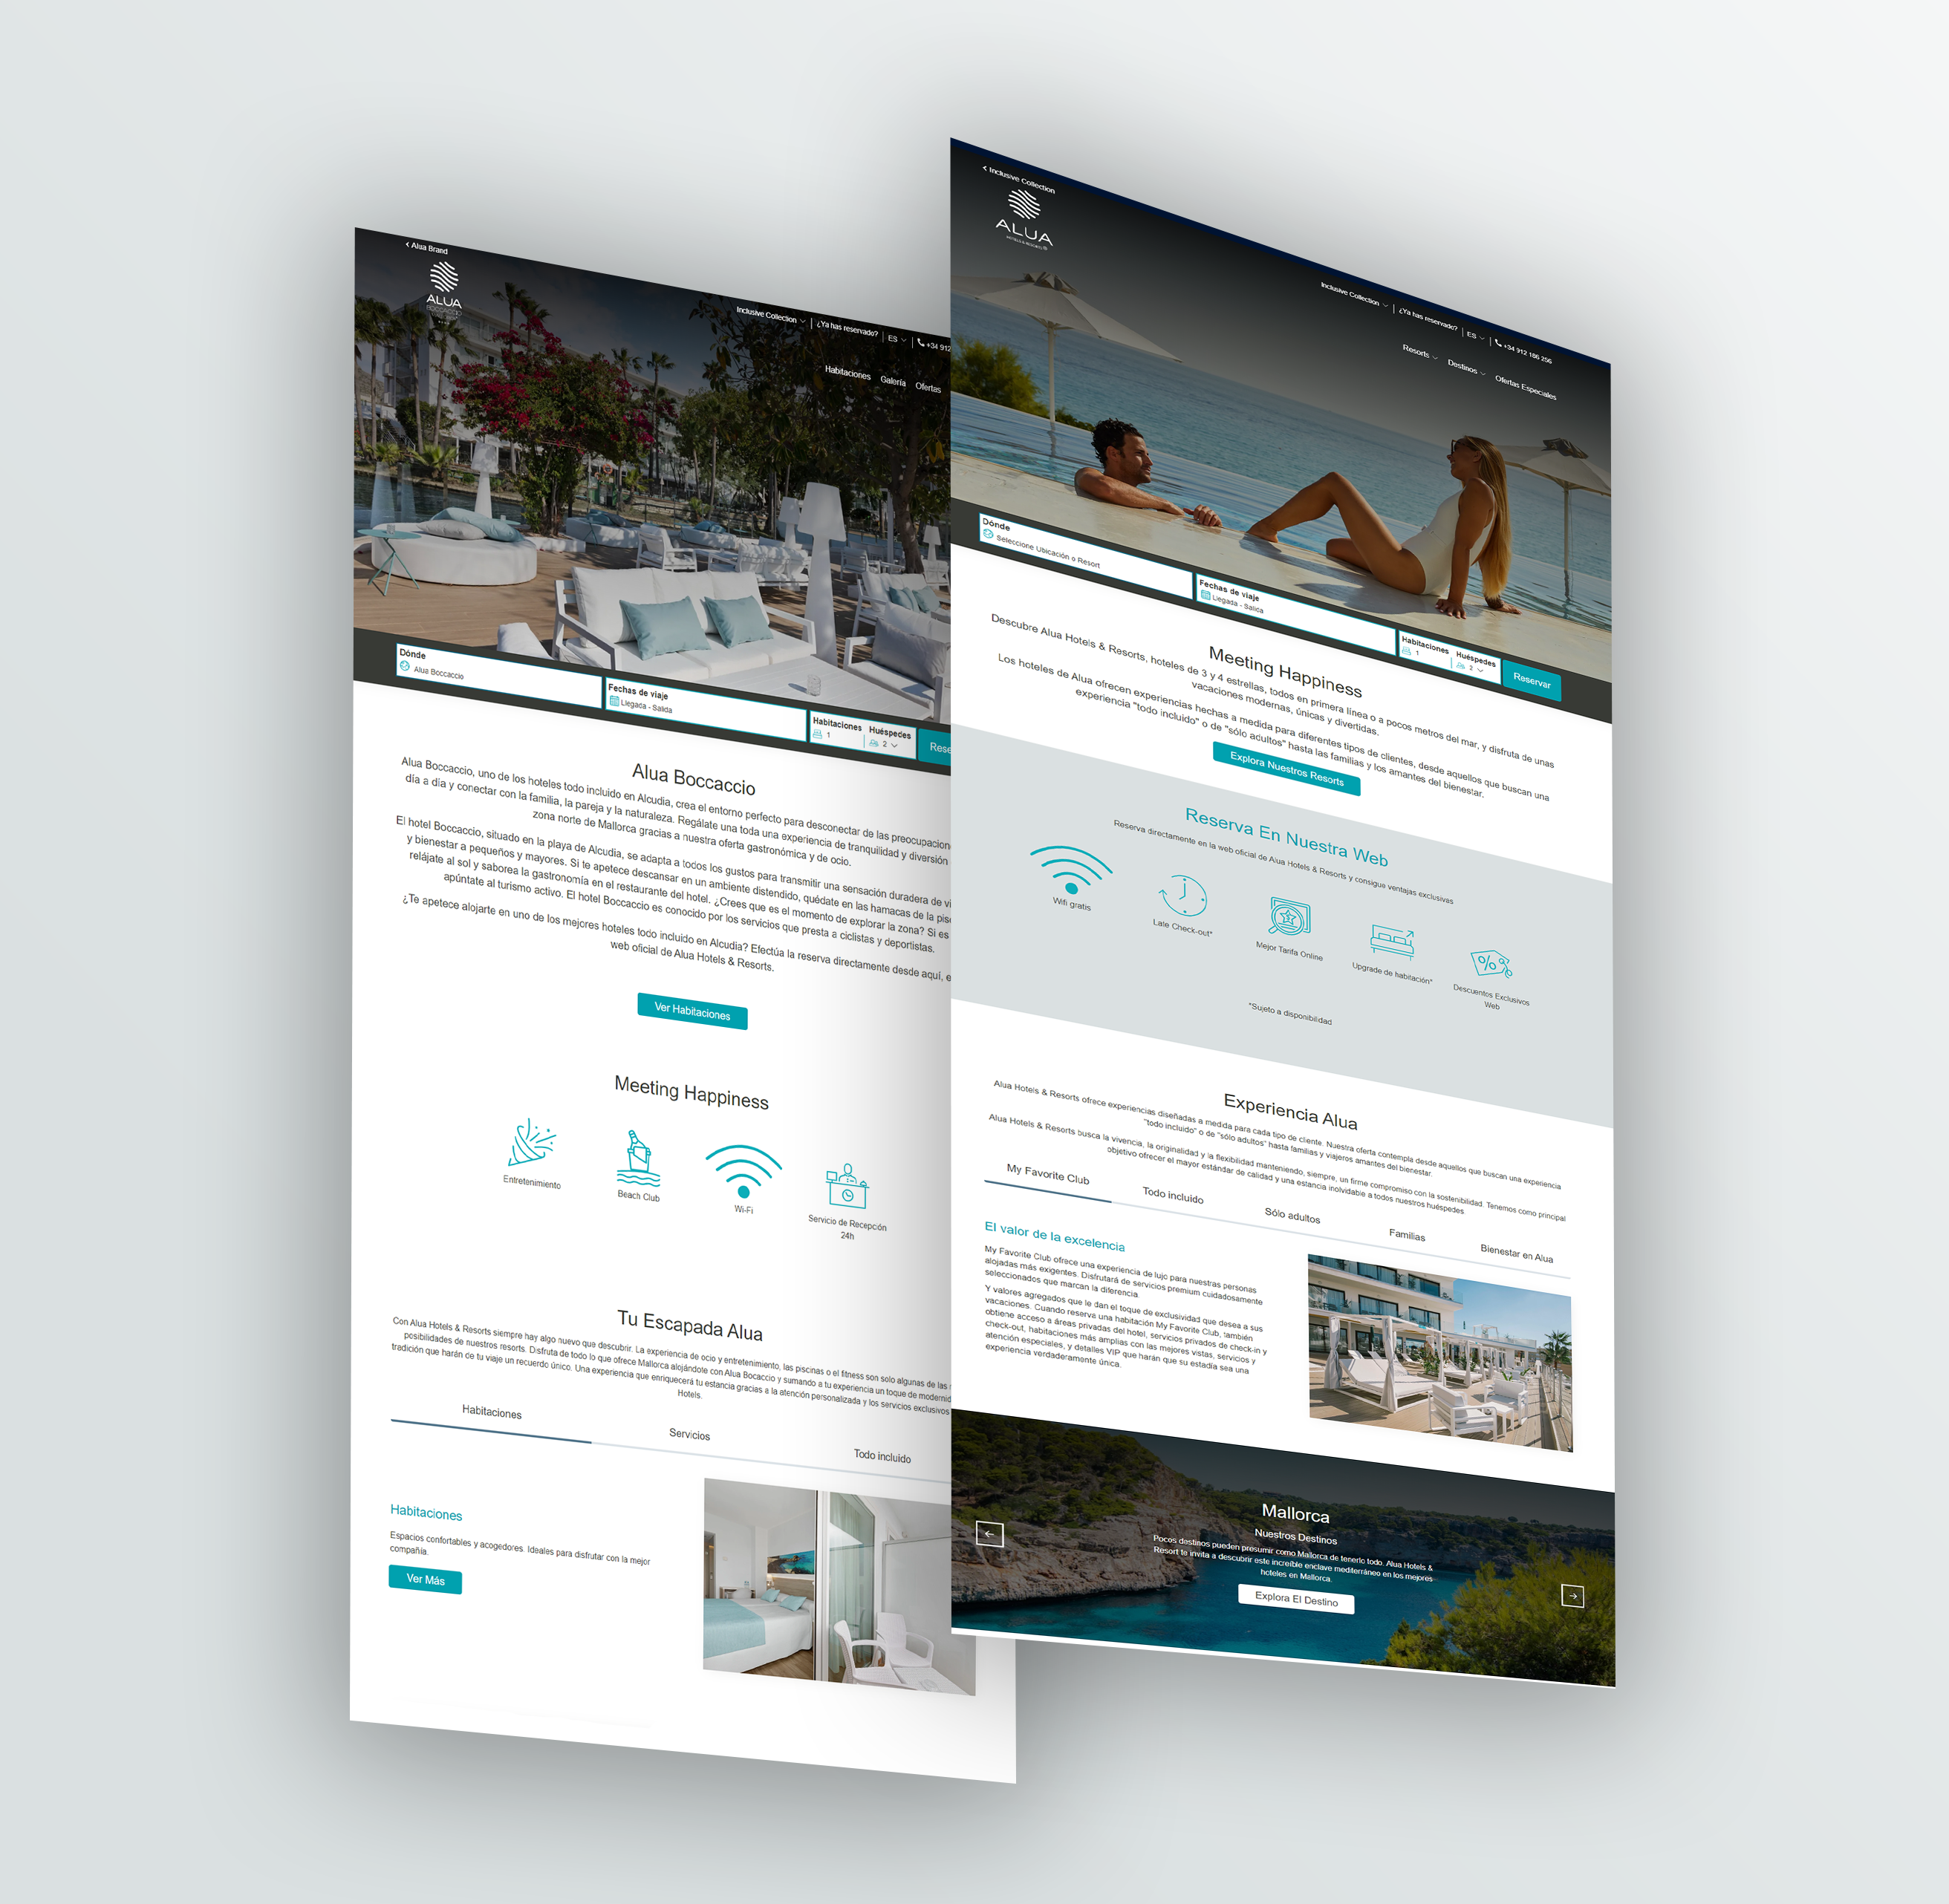 Alua Brand
ALUA
BOCCACCIO
Inclusive Collection
¿Ya has reservado?
ES
+34 912
Habitaciones
Galería
Ofertas
Dónde
Alua Boccaccio
Fechas de viaje
Llegada - Salida
Habitaciones
1
Huéspedes
2
Alua Boccaccio
Alua Boccaccio, uno de los hoteles todo incluido en Alcudia, crea el entorno perfecto para desconectar de las
día a día y conectar con la familia, la pareja y la naturaleza. Regálate una toda una experiencia de tranquilidad y diversión
zona norte de Mallorca gracias a nuestra oferta gastronómica y de ocio.
El hotel Boccaccio, situado en la playa de Alcudia, se adapta a todos los gustos para transmitir una sensación duradera de
y bienestar a pequeños y mayores. Si te apetece descansar en un ambiente distendido, quédate en las hamacas de la
relájate al sol y saborea la gastronomía en el restaurante del hotel. ¿Crees que es el momento de explorar la zona? Si es
apúntate al turismo activo. El hotel Boccaccio es conocido por los servicios que presta a ciclistas y deportistas.
¿Te apetece alojarte en uno de los mejores hoteles todo incluido en Alcudia? Efectúa la reserva directamente desde aquí,
web oficial de Alua Hotels & Resorts.
Ver Habitaciones
Meeting Happiness
Entretenimiento
Beach Club
Wi-Fi
Servicio de Recepción
24h
Tu Escapada Alua
Con Alua Hotels & Resorts siempre hay algo nuevo que descubrir. La experiencia de ocio y entretenimiento, las piscinas o el fitness son solo algunas de las
posibilidades de nuestros resorts. Disfruta de todo lo que ofrece Mallorca alojándote con Alua Bocaccio y sumando a tu experiencia un toque de
tradición que harán de tu viaje un recuerdo único. Una experiencia que enriquecerá tu estancia gracias a la atención personalizada y los servicios exclusivos
Hotels.
Habitaciones
Servicios
Todo incluido
Habitaciones
Espacios confortables y acogedores. Ideales para disfrutar con la mejor
compañía.
Ver Más
Inclusive Collection
ALUA
HOTELS & RESORTS
Inclusive Collection
¿Ya has reservado?
ES
+34 912 186 256
Resorts
Destinos
Ofertas Especiales
Dónde
Seleccione Ubicación o Resort
Fechas de viaje
Llegada - Salida
Habitaciones
1
Huéspedes
2
Reservar
Meeting Happiness
Descubre Alua Hotels & Resorts, hoteles de 3 y 4 estrellas, todos en primera línea o a pocos metros del mar, y disfruta de unas
vacaciones modernas, únicas y divertidas.
Los hoteles de Alua ofrecen experiencias hechas a medida para diferentes tipos de clientes, desde aquellos que buscan una
experiencia "todo incluido" o de "sólo adultos" hasta las familias y los amantes del bienestar.
Explora Nuestros Resorts
Reserva En Nuestra Web
Reserva directamente en la web oficial de Alua Hotels & Resorts y consigue ventajas exclusivas
Wifi gratis
Late Check-out*
Mejor Tarifa Online
Upgrade de habitación*
Descuentos Exclusivos
Web
*Sujeto a disponibilidad
Experiencia Alua
Alua Hotels & Resorts ofrece experiencias diseñadas a medida para cada tipo de cliente. Nuestra oferta contempla desde aquellos que buscan una experiencia
"todo incluido" o de "sólo adultos" hasta familias y viajeros amantes del bienestar.
Alua Hotels & Resorts busca la vivencia, la originalidad y la flexibilidad manteniendo, siempre, un firme compromiso con la sostenibilidad. Tenemos como principal
objetivo ofrecer el mayor estándar de calidad y una estancia inolvidable a todos nuestros huéspedes.
My Favorite Club
Todo incluido
Sólo adultos
Familias
Bienestar en Alua
El valor de la excelencia
My Favorite Club ofrece una experiencia de lujo para nuestras personas
alojadas más exigentes. Disfrutará de servicios premium cuidadosamente
seleccionados que marcan la diferencia.
Y valores agregados que le dan el toque de exclusividad que desea a sus
vacaciones. Cuando reserva una habitación My Favorite Club, también
obtiene acceso a áreas privadas del hotel, servicios privados de check-in y
check-out, habitaciones más amplias con las mejores vistas, servicios y
atención especiales, y detalles VIP que harán que su estadía sea una
experiencia verdaderamente única.
Mallorca
Nuestros Destinos
Pocos destinos pueden presumir como Mallorca de tenerlo todo. Alua Hotels &
Resort te invita a descubrir este increíble enclave mediterráneo en los mejores
hoteles en Mallorca.
Explora El Destino